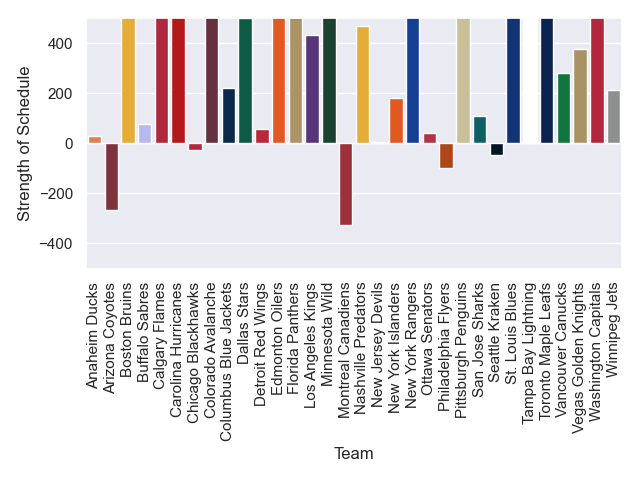 400
200
0
−200
−400
Strength of Schedule
Anaheim Ducks
Arizona Coyotes
Boston Bruins
Buffalo Sabres
Calgary Flames
Carolina Hurricanes
Chicago Blackhawks
Colorado Avalanche
Columbus Blue Jackets
Dallas Stars
Detroit Red Wings
Edmonton Oilers
Florida Panthers
Los Angeles Kings
Minnesota Wild
Montreal Canadiens
Nashville Predators
New Jersey Devils
New York Islanders
New York Rangers
Ottawa Senators
Philadelphia Flyers
Pittsburgh Penguins
San Jose Sharks
Seattle Kraken
St. Louis Blues
Tampa Bay Lightning
Toronto Maple Leafs
Vancouver Canucks
Vegas Golden Knights
Washington Capitals
Winnipeg Jets
Team